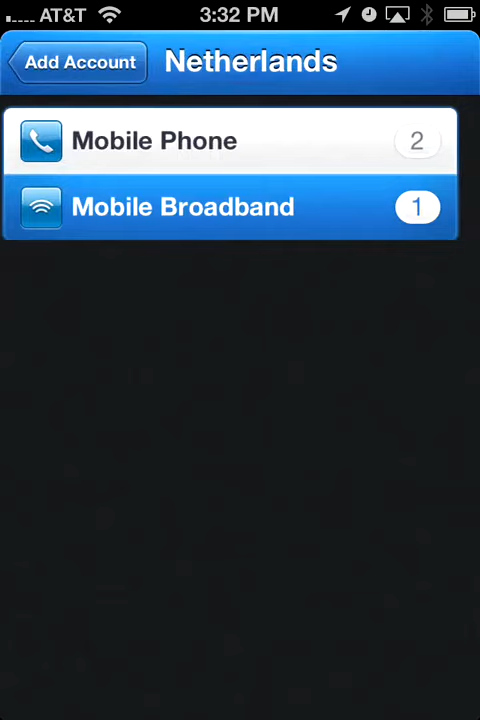 AT&T 3:32 PM
Add Account Netherlands
Mobile Phone 2
Mobile Broadband 1